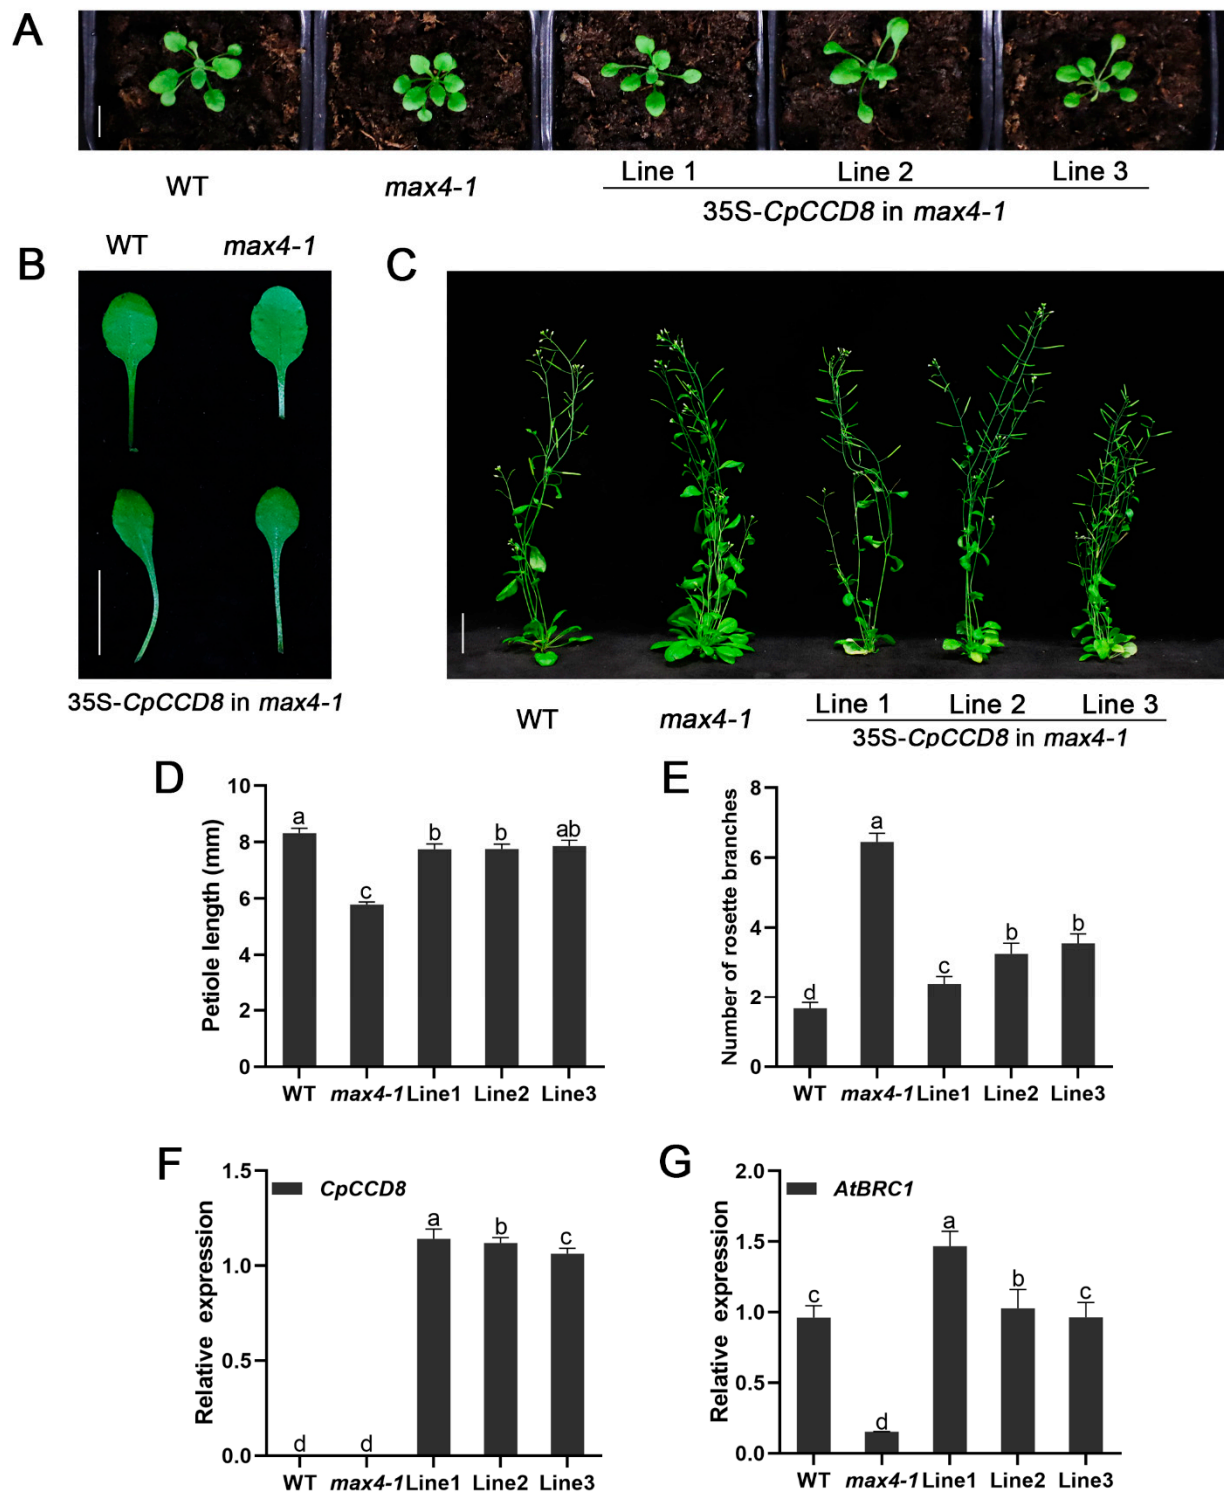 A
WT
max4-1
Line 1
Line 2
Line 3
35S-CpCCD8 in max4-1
B
WT
max4-1
35S-CpCCD8 in max4-1
C
WT
max4-1
Line 1
Line 2
Line 3
35S-CpCCD8 in max4-1
D
Petiole length (mm)
10
8
6
4
2
0
a
c
b
b
ab
WT
max4-1
Line1
Line2
Line3
E
Number of rosette branches
8
6
4
2
0
d
a
c
b
b
WT
max4-1
Line1
Line2
Line3
F
CpCCD8
Relative expression
1.5
1.0
0.5
0.0
d
d
a
b
c
WT
max4-1
Line1
Line2
Line3
G
AtBRC1
Relative expression
2.0
1.5
1.0
0.5
0.0
c
d
a
b
c
WT
max4-1
Line1
Line2
Line3